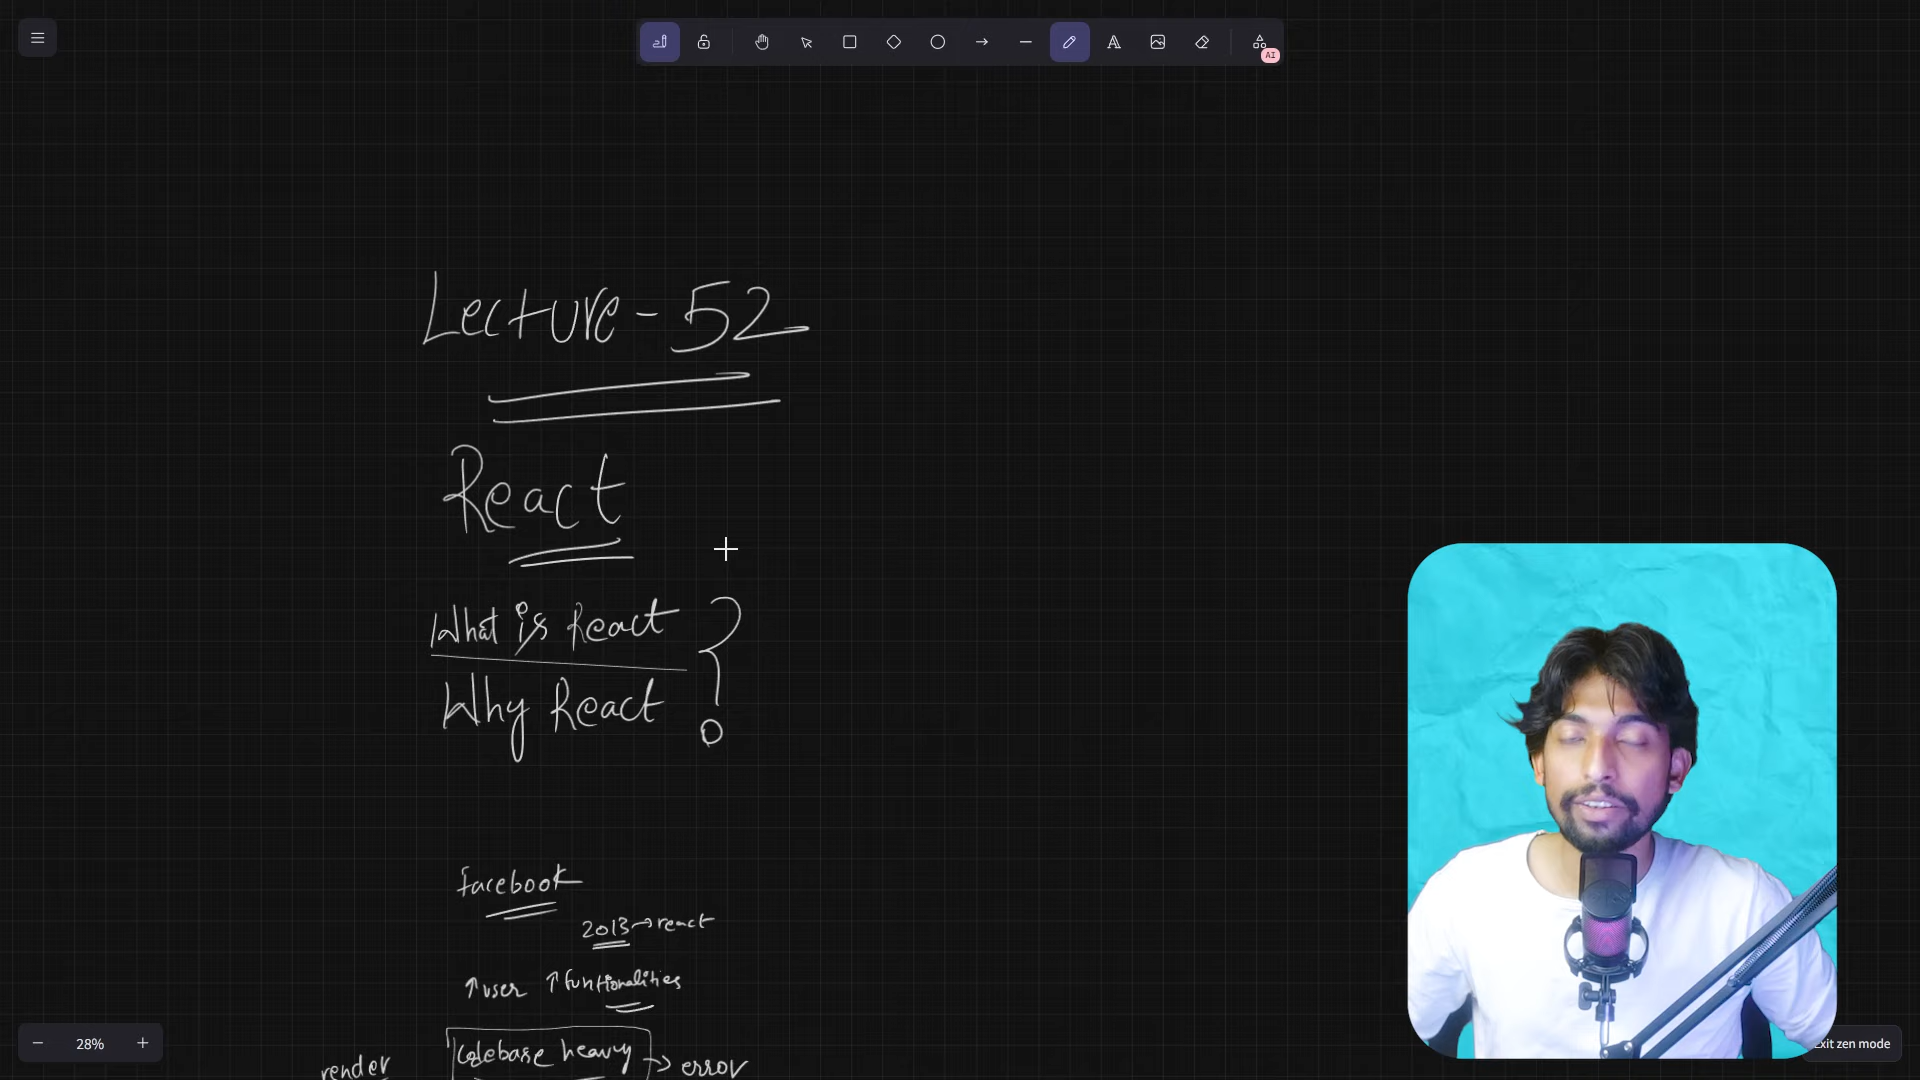 AI
Lecture - 52
React
What is React
Why React ?
facebook
2013 → react
↑ user ↑ funtionalities
Codebase heavy → error
render
28%
Exit zen mode